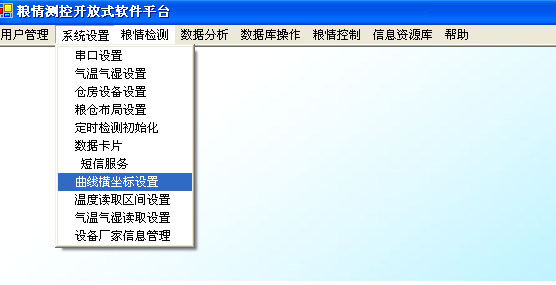 粮情测控开放式软件平台
用户管理 系统设置 粮情检测 数据分析 数据库操作 粮情控制 信息资源库 帮助
串口设置
气温气湿设置
仓房设备设置
粮仓布局设置
定时检测初始化
数据卡片
短信服务
曲线横坐标设置
温度读取区间设置
气温气湿读取设置
设备厂家信息管理